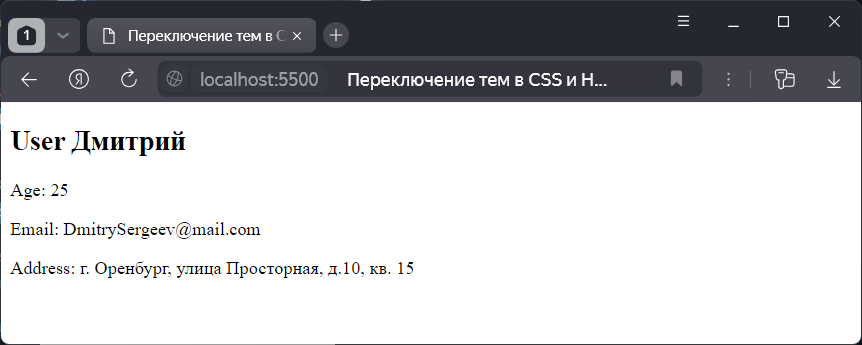 1
Переключение тем в C
localhost:5500 Переключение тем в CSS и H...
User Дмитрий
Age: 25
Email: DmitrySergeev@mail.com
Address: г. Оренбург, улица Просторная, д.10, кв. 15